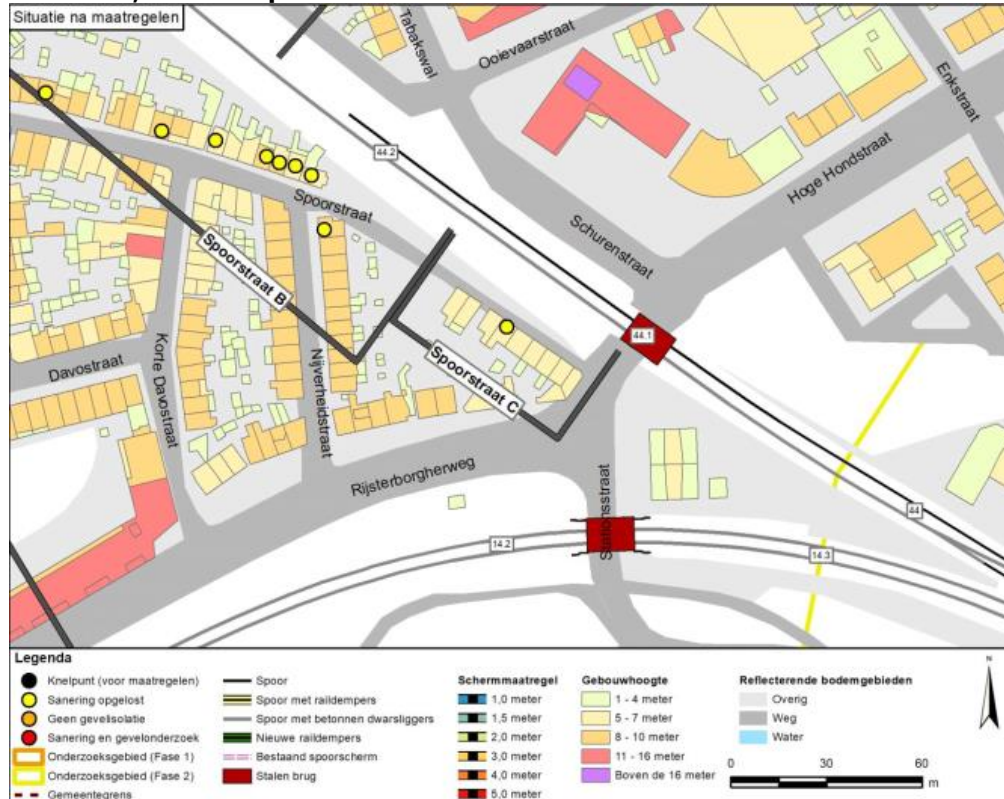 Situatie na maatregelen
Tabakswal
Ooievaarstraat
Enkstraat
44.2
Hoge Hondstraat
Spoorstraat
Schurenstraat
Spoorstraat B
44.1
Korte Davostraat
Nijverheidstraat
Davostraat
Spoorstraat C
Rijsterborgherweg
Stationsstraat
44
14.2
14.3
Legenda
Knelpunt (voor maatregelen)
Sanering opgelost
Geen gevelisolatie
Sanering en gevelonderzoek
Onderzoeksgebied (Fase 1)
Onderzoeksgebied (Fase 2)
Gemeentegrens
Spoor
Spoor met raildempers
Spoor met betonnen dwarsliggers
Nieuwe raildempers
Bestaand spoorscherm
Stalen brug
Schermmaatregel
1,0 meter
1,5 meter
2,0 meter
3,0 meter
4,0 meter
5,0 meter
Gebouwhoogte
1 - 4 meter
5 - 7 meter
8 - 10 meter
11 - 16 meter
Boven de 16 meter
Reflecterende bodemgebieden
Overig
Weg
Water
N
0 30 60
m